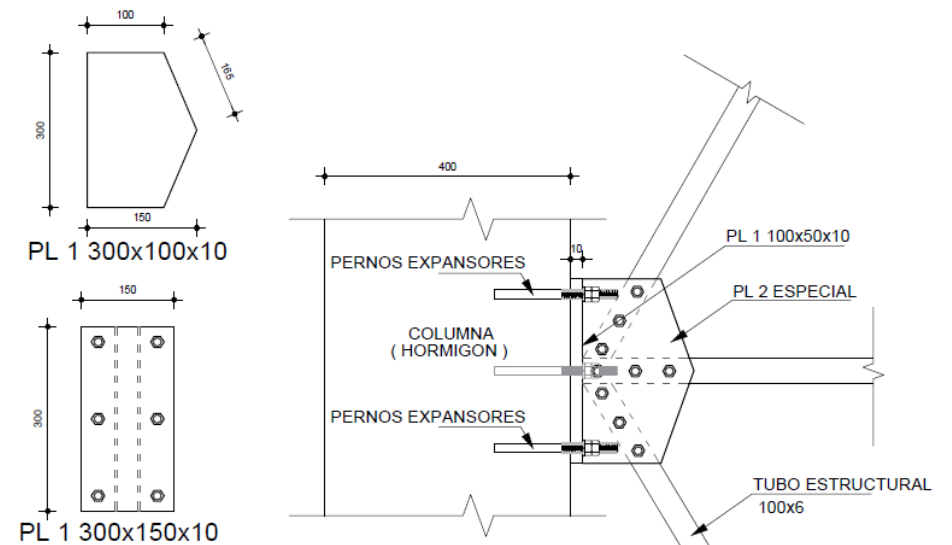 100
165
300
150
PL 1 300x100x10
150
300
PL 1 300x150x10
400
10
PERNOS EXPANSORES
COLUMNA
( HORMIGON )
PERNOS EXPANSORES
PL 1 100x50x10
PL 2 ESPECIAL
TUBO ESTRUCTURAL
100x6